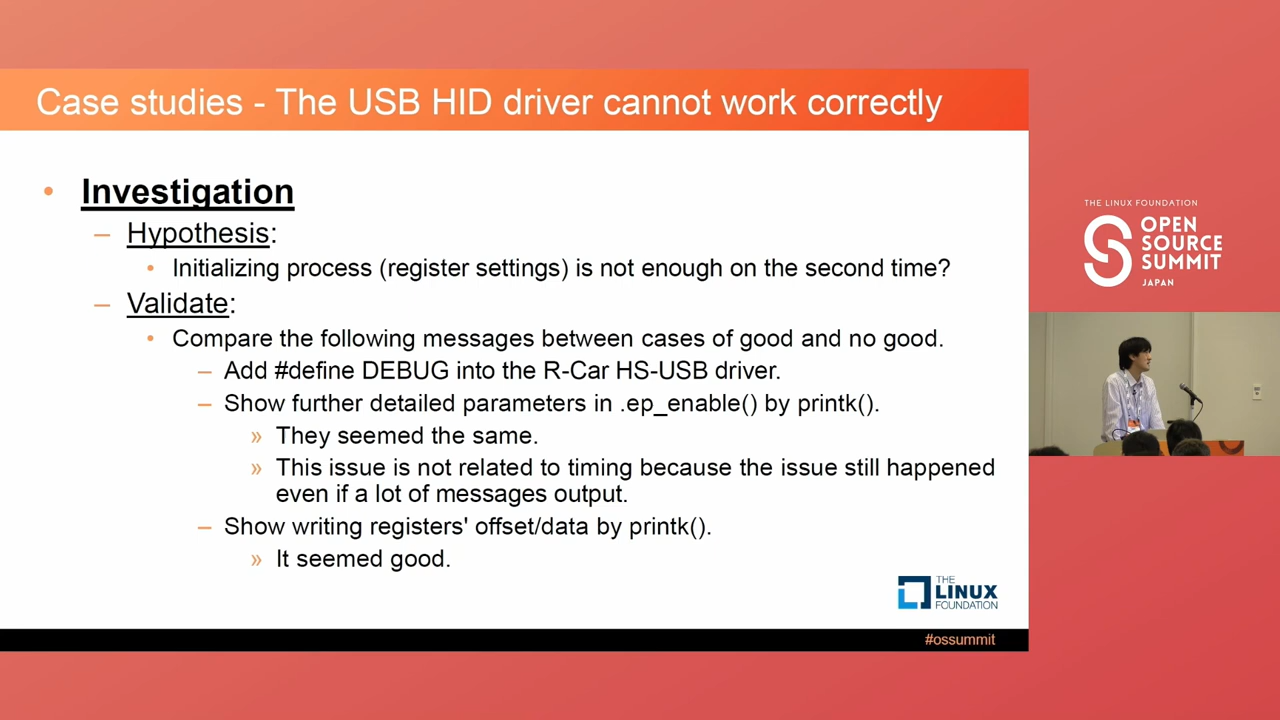 Case studies - The USB HID driver cannot work correctly
• Investigation
– Hypothesis:
• Initializing process (register settings) is not enough on the second time?
– Validate:
• Compare the following messages between cases of good and no good.
– Add #define DEBUG into the R-Car HS-USB driver.
– Show further detailed parameters in .ep_enable() by printk().
» They seemed the same.
» This issue is not related to timing because the issue still happened
even if a lot of messages output.
– Show writing registers' offset/data by printk().
» It seemed good.
THE
LINUX
FOUNDATION
#ossummit
THE LINUX FOUNDATION
OPEN
SOURCE
SUMMIT
JAPAN